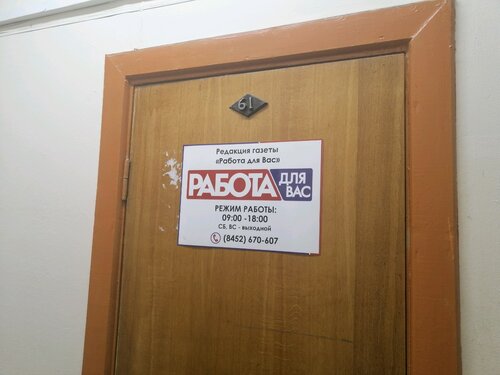 61
Редакция газеты
«Работа для Вас»
РАБОТА ДЛЯ
ВАС
РЕЖИМ РАБОТЫ:
09:00 -18:00
СБ, ВС - выходной
(8452) 670-607